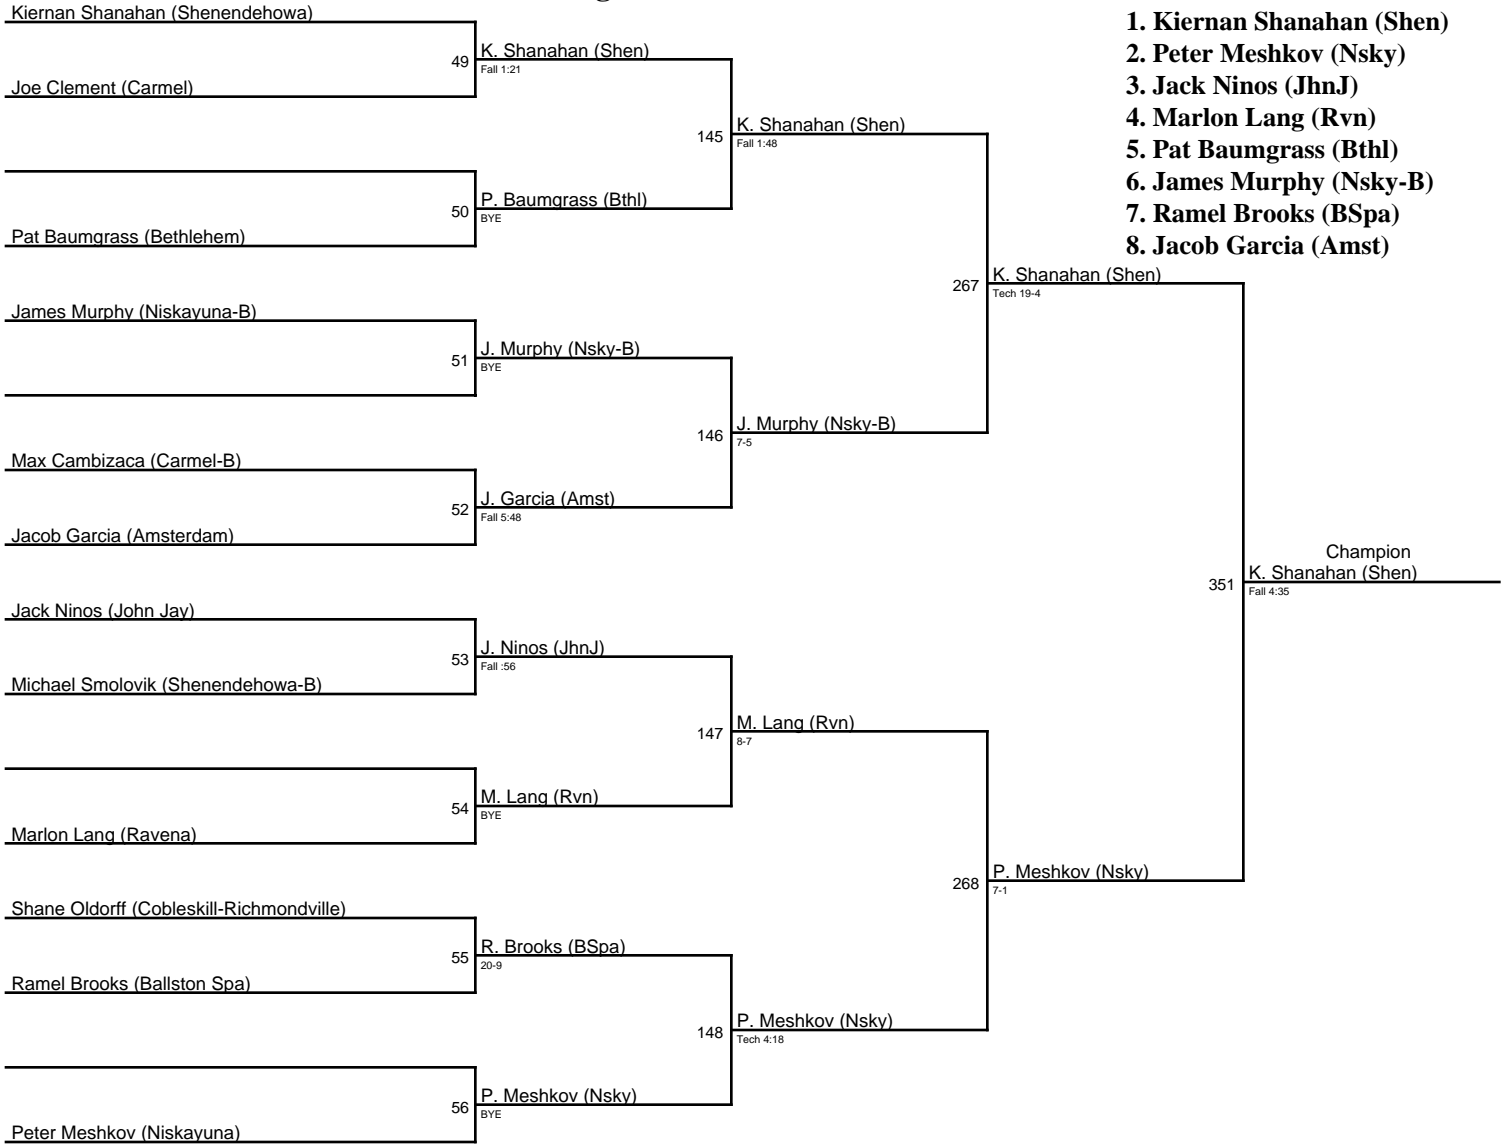 Kiernan Shanahan (Shenendehowa)
Joe Clement (Carmel)
Pat Baumgrass (Bethlehem)
James Murphy (Niskayuna-B)
Max Cambizaca (Carmel-B)
Jacob Garcia (Amsterdam)
Jack Ninos (John Jay)
Michael Smolovik (Shenendehowa-B)
Marlon Lang (Ravena)
Shane Oldorff (Cobleskill-Richmondville)
Ramel Brooks (Ballston Spa)
Peter Meshkov (Niskayuna)
49 K. Shanahan (Shen)
Fall 1:21
50 P. Baumgrass (Bthl)
BYE
51 J. Murphy (Nsky-B)
BYE
52 J. Garcia (Amst)
Fall 5:48
53 J. Ninos (JhnJ)
Fall :56
54 M. Lang (Rvn)
BYE
55 R. Brooks (BSpa)
20-9
56 P. Meshkov (Nsky)
BYE
145 K. Shanahan (Shen)
Fall 1:48
146 J. Murphy (Nsky-B)
7-5
147 M. Lang (Rvn)
8-7
148 P. Meshkov (Nsky)
Tech 4:18
267 K. Shanahan (Shen)
Tech 19-4
268 P. Meshkov (Nsky)
7-1
Champion
351 K. Shanahan (Shen)
Fall 4:35
1. Kiernan Shanahan (Shen)
2. Peter Meshkov (Nsky)
3. Jack Ninos (JhnJ)
4. Marlon Lang (Rvn)
5. Pat Baumgrass (Bthl)
6. James Murphy (Nsky-B)
7. Ramel Brooks (BSpa)
8. Jacob Garcia (Amst)